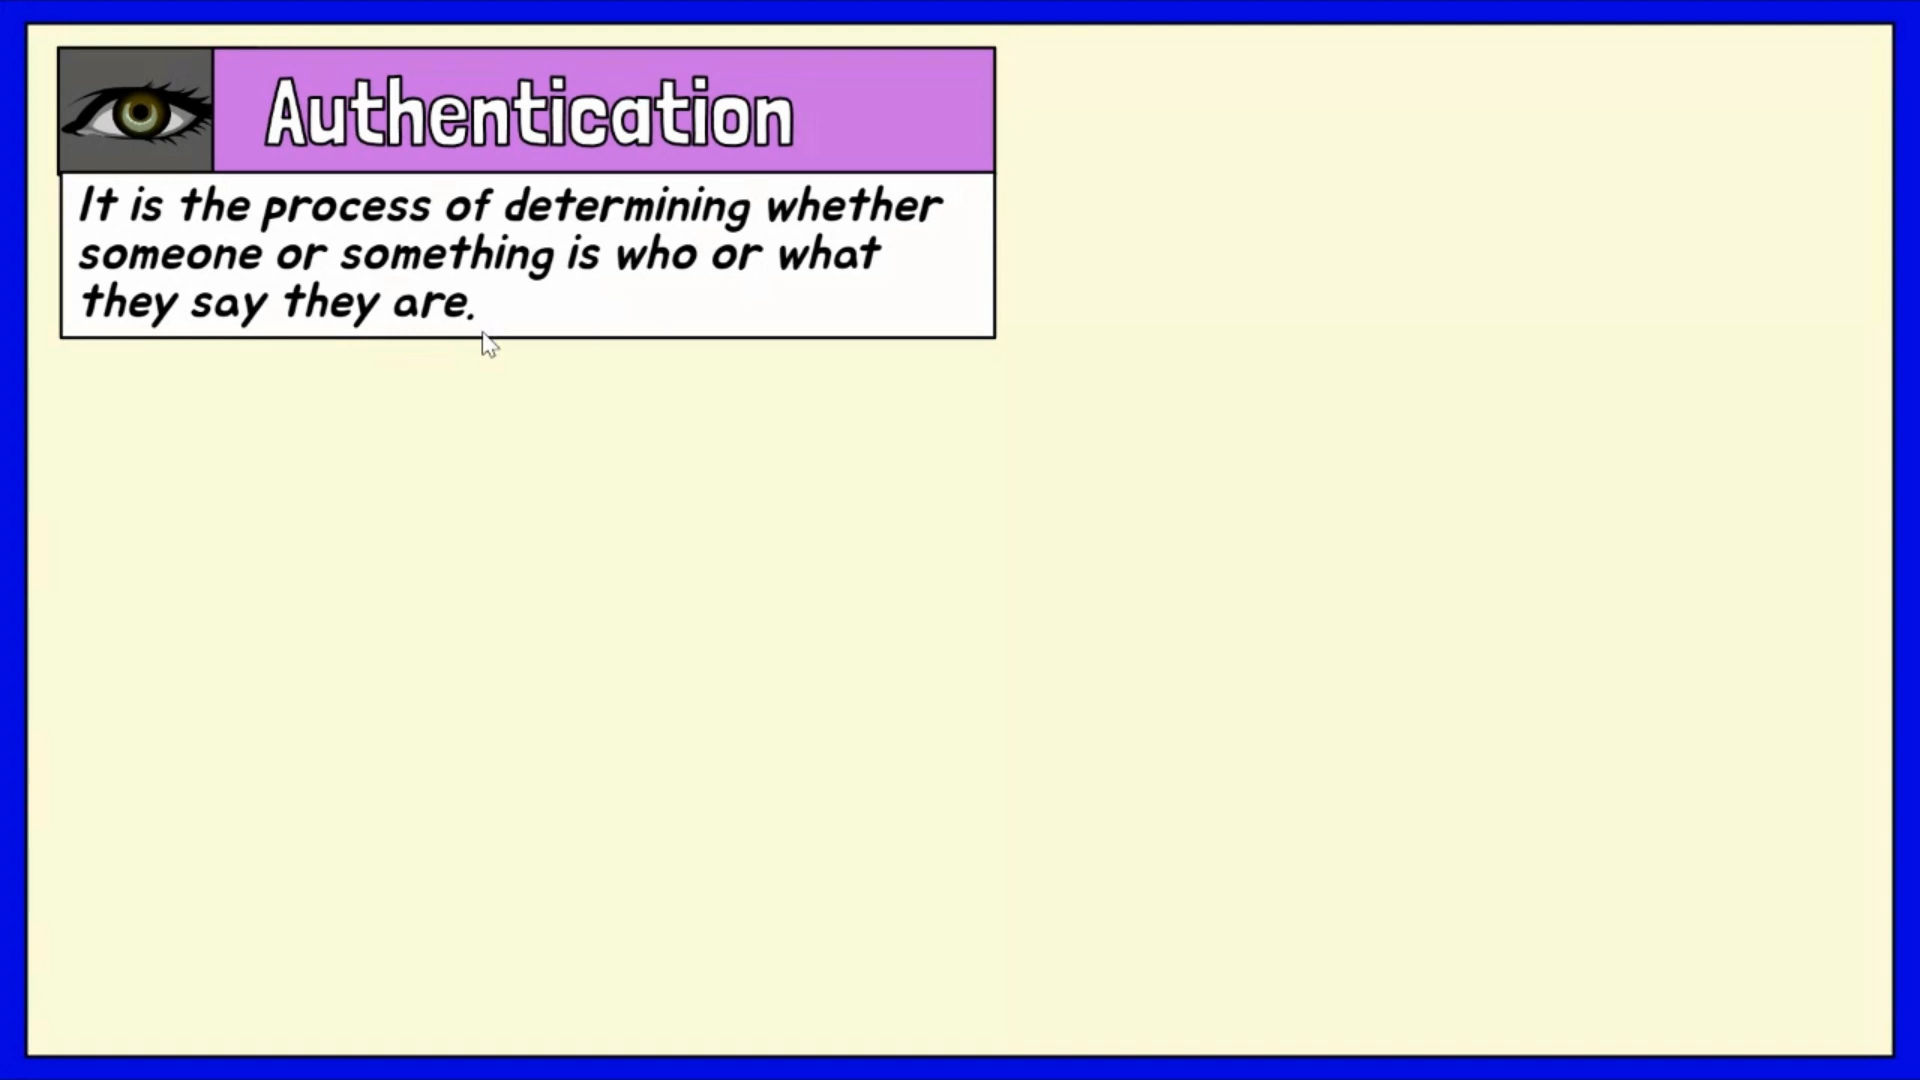 Authentication
It is the process of determining whether
someone or something is who or what
they say they are.